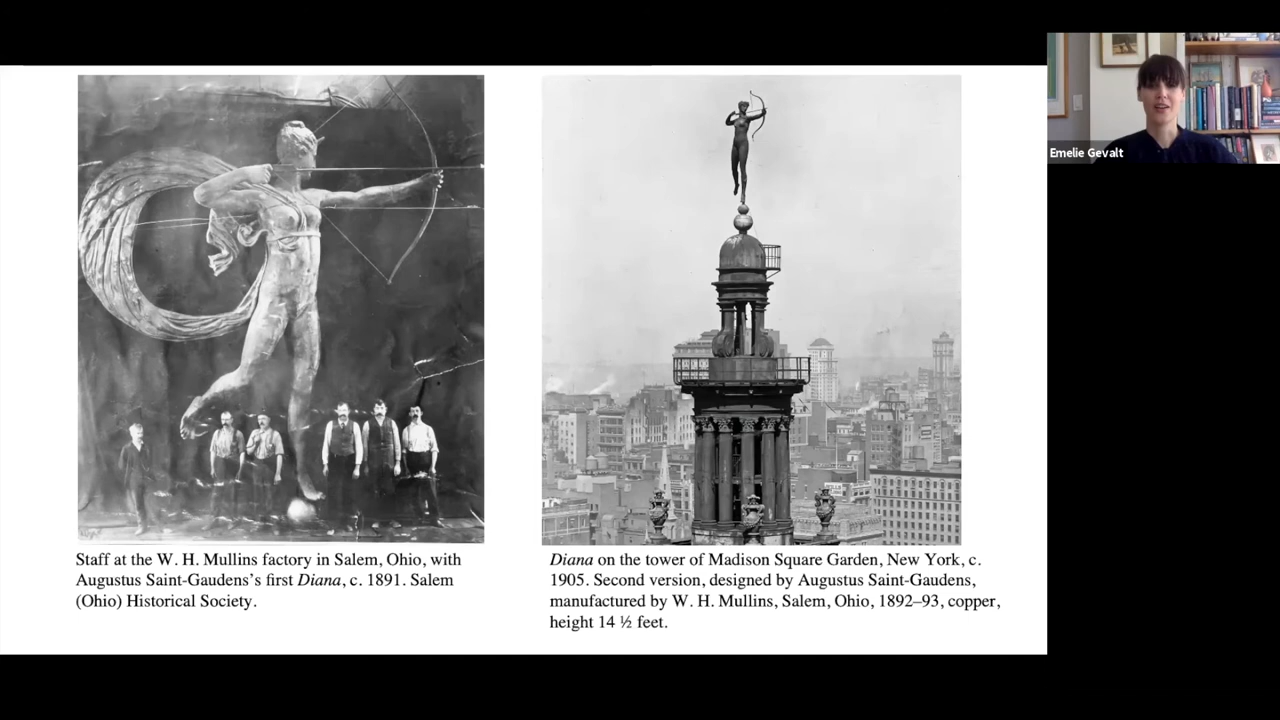 Emelie Gevalt
Staff at the W. H. Mullins factory in Salem, Ohio, with
Augustus Saint-Gaudens's first Diana, c. 1891. Salem
(Ohio) Historical Society.
Diana on the tower of Madison Square Garden, New York, c.
1905. Second version, designed by Augustus Saint-Gaudens,
manufactured by W. H. Mullins, Salem, Ohio, 1892–93, copper,
height 14 ½ feet.